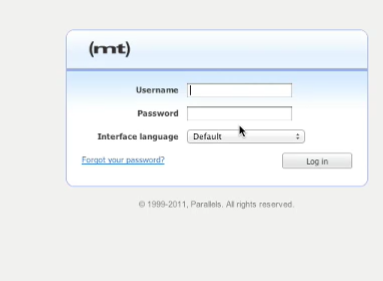 (mt)
Username
Password
Interface language Default
Forgot your password? Log in
© 1999-2011, Parallels. All rights reserved.